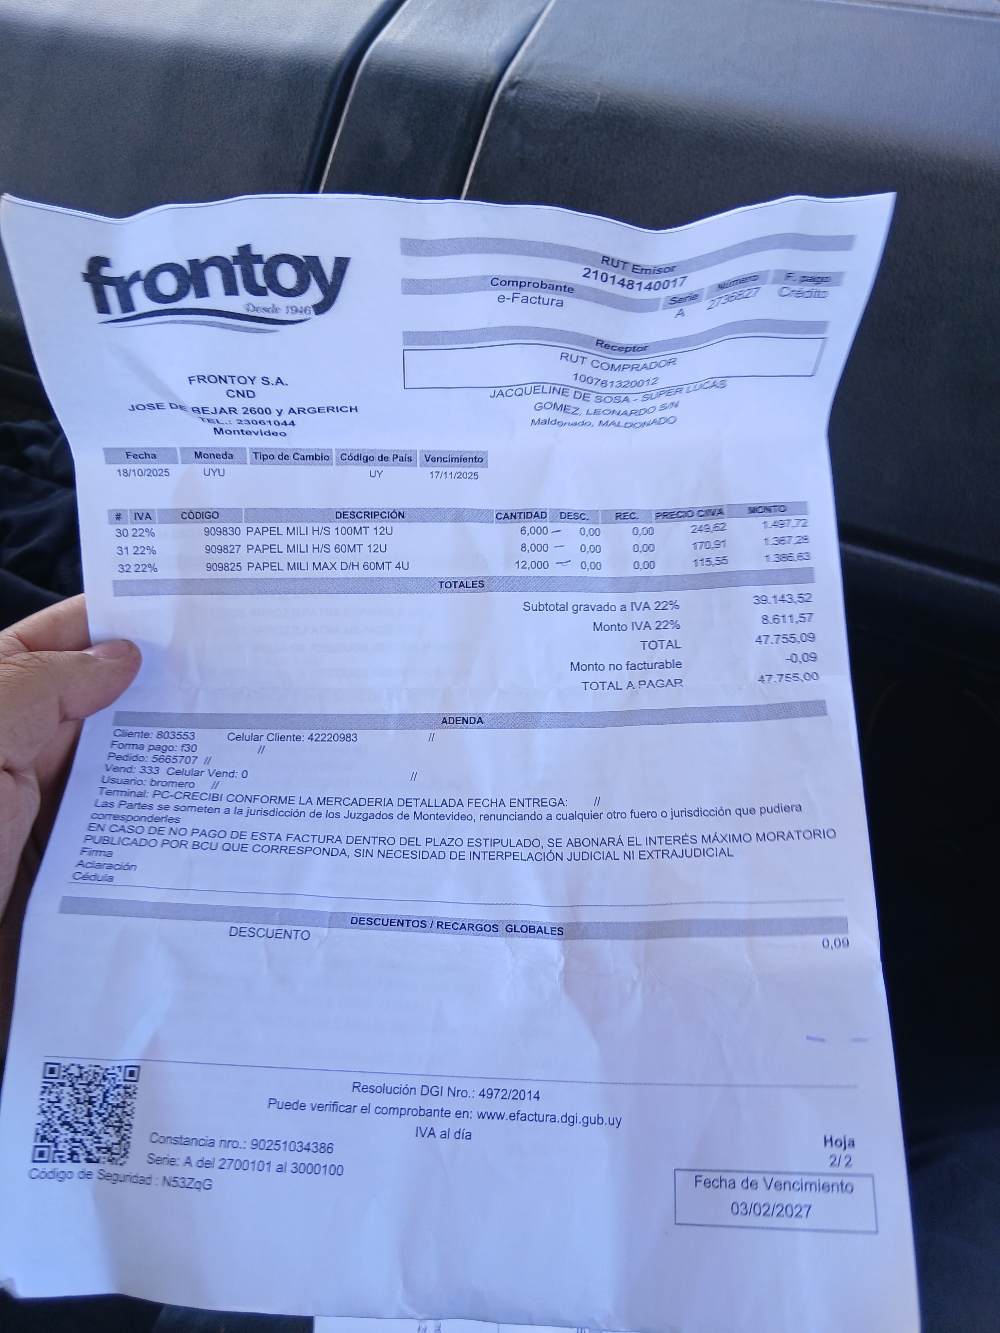 frontoy
Desde 1946
RUT Emisor
210148140017
Comprobante Serie Número F. pago
e-Factura A 2736827 Crédito
Receptor
RUT COMPRADOR
100761320012
JACQUELINE DE SOSA - SUPER LUCAS
GOMEZ, LEONARDO S/N
Maldonado, MALDONADO
FRONTOY S.A.
CND
JOSE DE BEJAR 2600 y ARGERICH
TEL.: 23061044
Montevideo
Fecha Moneda Tipo de Cambio Código de País Vencimiento
18/10/2025 UYU UY 17/11/2025
# IVA CÓDIGO DESCRIPCIÓN CANTIDAD DESC. REC. PRECIO C/IVA MONTO
30 22% 909830 PAPEL MILI H/S 100MT 12U 6,000 0,00 0,00 249,62 1.497,72
31 22% 909827 PAPEL MILI H/S 60MT 12U 8,000 0,00 0,00 170,91 1.367,28
32 22% 909825 PAPEL MILI MAX D/H 60MT 4U 12,000 0,00 0,00 115,55 1.386,63
TOTALES
Subtotal gravado a IVA 22% 39.143,52
Monto IVA 22% 8.611,57
TOTAL 47.755,09
Monto no facturable -0,09
TOTAL A PAGAR 47.755,00
ADENDA
Cliente: 803553 Celular Cliente: 42220983 //
Forma pago: f30 //
Pedido: 5665707 //
Vend: 333 Celular Vend: 0 //
Usuario: bromero //
Terminal: PC-CRECIBI CONFORME LA MERCADERIA DETALLADA FECHA ENTREGA: //
Las Partes se someten a la jurisdicción de los Juzgados de Montevideo, renunciando a cualquier otro fuero o jurisdicción que pudiera
corresponderles
EN CASO DE NO PAGO DE ESTA FACTURA DENTRO DEL PLAZO ESTIPULADO, SE ABONARÁ EL INTERÉS MÁXIMO MORATORIO
PUBLICADO POR BCU QUE CORRESPONDA, SIN NECESIDAD DE INTERPELACIÓN JUDICIAL NI EXTRAJUDICIAL
Firma
Aclaración
Cédula
DESCUENTOS / RECARGOS GLOBALES
DESCUENTO 0,09
Resolución DGI Nro.: 4972/2014
Puede verificar el comprobante en: www.efactura.dgi.gub.uy
IVA al día
Constancia nro.: 90251034386
Serie: A del 2700101 al 3000100
Código de Seguridad : N53ZqG
Hoja
2/2
Fecha de Vencimiento
03/02/2027